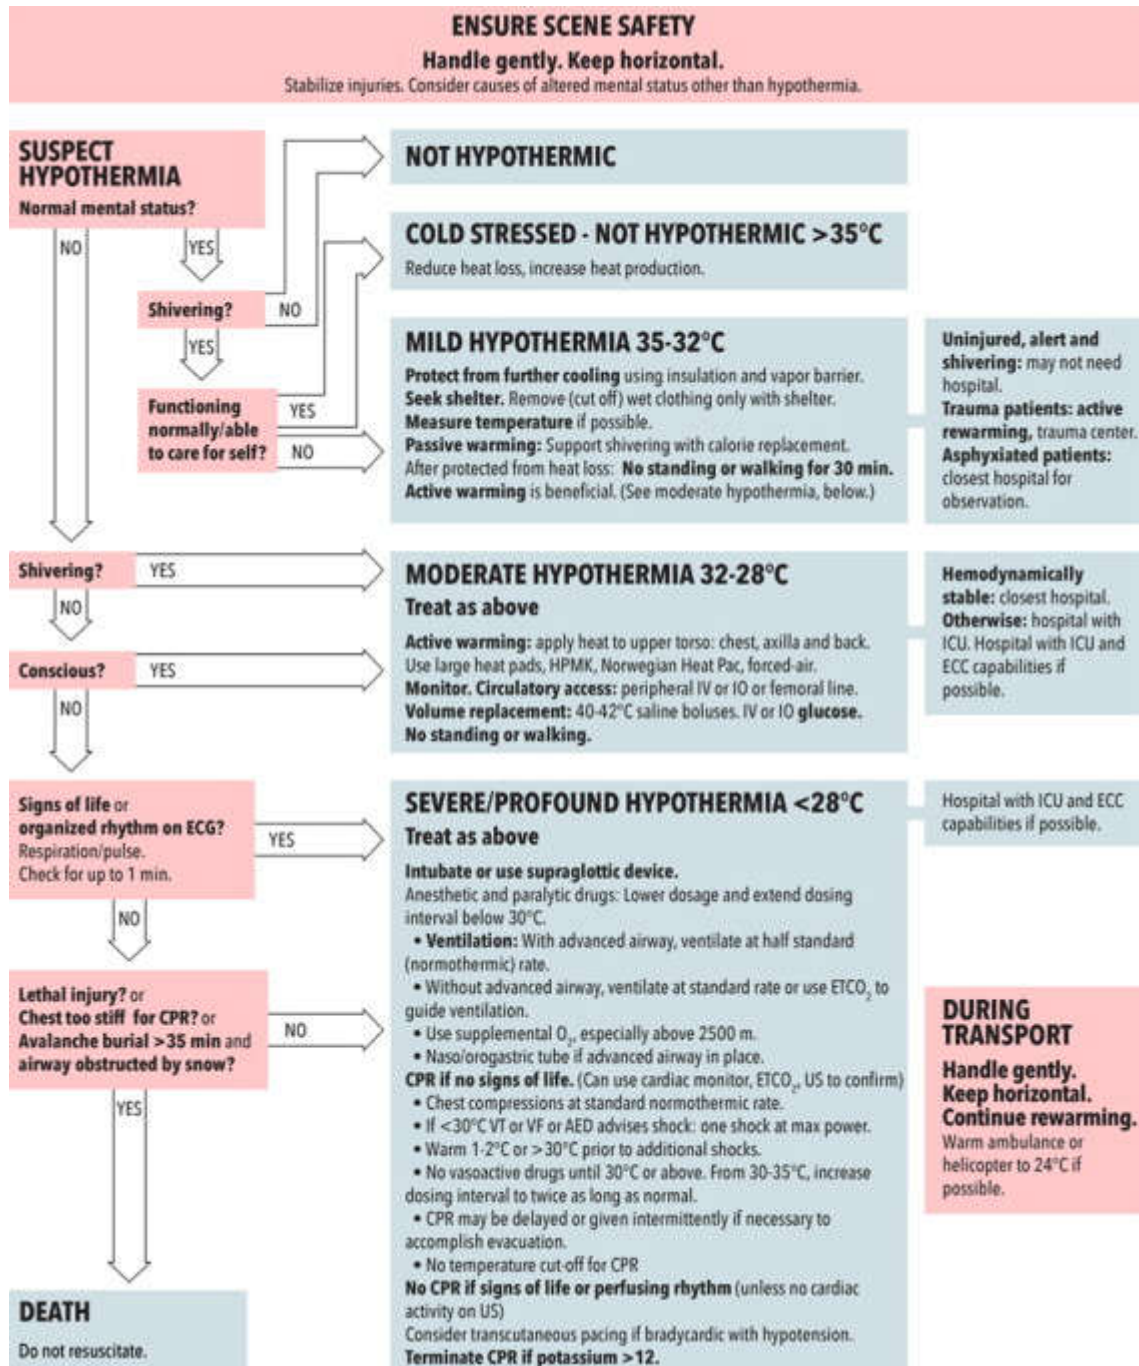 ENSURE SCENE SAFETY
Handle gently. Keep horizontal.
Stabilize injuries. Consider causes of altered mental status other than hypothermia.
SUSPECT
HYPOTHERMIA
Normal mental status?
NO
YES
Shivering?
NO
YES
Functioning
normally/able
to care for self?
YES
NO
NOT HYPOTHERMIC
COLD STRESSED - NOT HYPOTHERMIC >35°C
Reduce heat loss, increase heat production.
MILD HYPOTHERMIA 35-32°C
Protect from further cooling using insulation and vapor barrier.
Seek shelter. Remove (cut off) wet clothing only with shelter.
Measure temperature if possible.
Passive warming: Support shivering with calorie replacement.
After protected from heat loss: No standing or walking for 30 min.
Active warming is beneficial. (See moderate hypothermia, below.)
Uninjured, alert and
shivering: may not need
hospital.
Trauma patients: active
rewarming, trauma center.
Asphyxiated patients:
closest hospital for
observation.
Shivering?
YES
NO
Conscious?
YES
NO
MODERATE HYPOTHERMIA 32-28°C
Treat as above
Active warming: apply heat to upper torso: chest, axilla and back.
Use large heat pads, HPMK, Norwegian Heat Pac, forced-air.
Monitor. Circulatory access: peripheral IV or IO or femoral line.
Volume replacement: 40-42°C saline boluses. IV or IO glucose.
No standing or walking.
Hemodynamically
stable: closest hospital.
Otherwise: hospital with
ICU. Hospital with ICU and
ECC capabilities if
possible.
Signs of life or
organized rhythm on ECG?
Respiration/pulse.
Check for up to 1 min.
YES
NO
Lethal injury? or
Chest too stiff for CPR? or
Avalanche burial >35 min and
airway obstructed by snow?
NO
YES
DEATH
Do not resuscitate.
SEVERE/PROFOUND HYPOTHERMIA <28°C
Treat as above
Intubate or use supraglottic device.
Anesthetic and paralytic drugs: Lower dosage and extend dosing
interval below 30°C.
• Ventilation: With advanced airway, ventilate at half standard
(normothermic) rate.
• Without advanced airway, ventilate at standard rate or use ETCO₂ to
guide ventilation.
• Use supplemental O₂, especially above 2500 m.
• Naso/orogastric tube if advanced airway in place.
CPR if no signs of life. (Can use cardiac monitor, ETCO₂, US to confirm)
• Chest compressions at standard normothermic rate.
• If <30°C VT or VF or AED advises shock: one shock at max power.
• Warm 1-2°C or >30°C prior to additional shocks.
• No vasoactive drugs until 30°C or above. From 30-35°C, increase
dosing interval to twice as long as normal.
• CPR may be delayed or given intermittently if necessary to
accomplish evacuation.
• No temperature cut-off for CPR
No CPR if signs of life or perfusing rhythm (unless no cardiac
activity on US)
Consider transcutaneous pacing if bradycardic with hypotension.
Terminate CPR if potassium >12.
Hospital with ICU and ECC
capabilities if possible.
DURING
TRANSPORT
Handle gently.
Keep horizontal.
Continue rewarming.
Warm ambulance or
helicopter to 24°C if
possible.